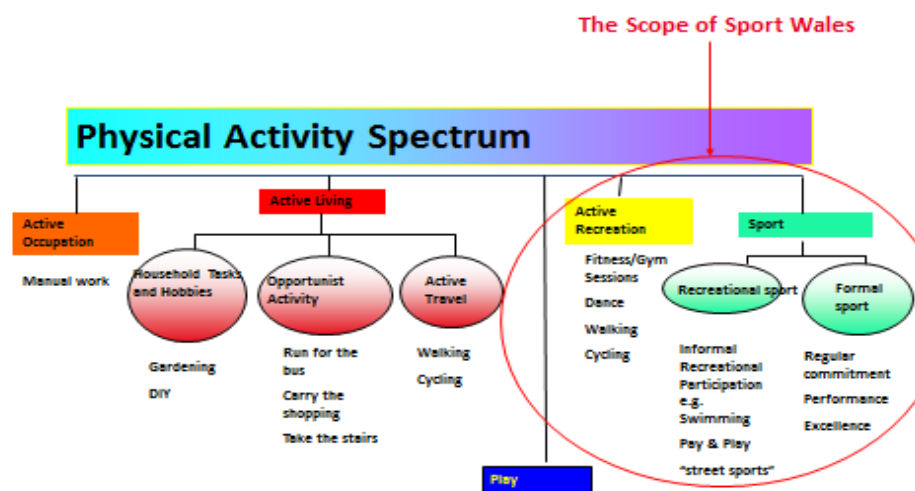 The Scope of Sport Wales
Physical Activity Spectrum
Active
Occupation
Manual work
Active Living
Household Tasks
and Hobbies
Gardening
DIY
Opportunist
Activity
Run for the
bus
Carry the
shopping
Take the stairs
Active
Travel
Walking
Cycling
Play
Active
Recreation
Fitness/Gym
Sessions
Dance
Walking
Cycling
Sport
Recreational sport
Informal
Recreational
Participation
e.g.
Swimming
Pay & Play
“street sports”
Formal
sport
Regular
commitment
Performance
Excellence